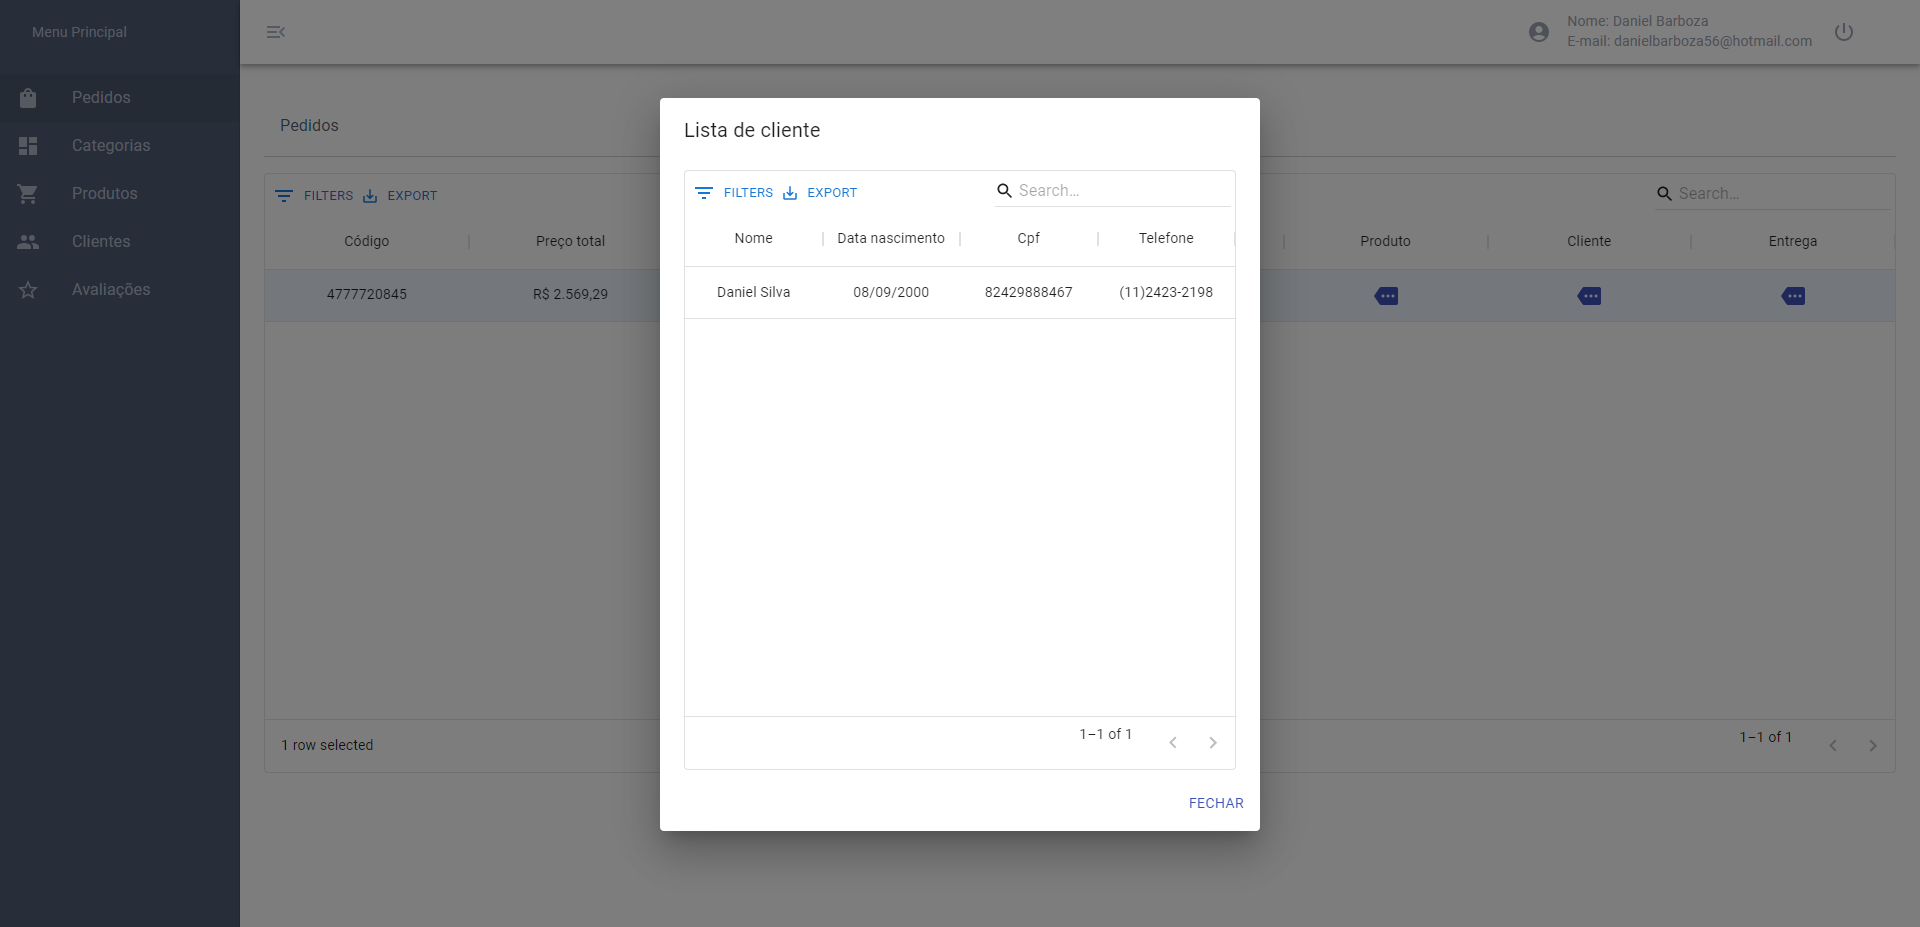 Menu Principal
Pedidos
Categorias
Produtos
Clientes
Avaliações
Nome: Daniel Barboza
E-mail: danielbarboza56@hotmail.com
Pedidos
FILTERS EXPORT
Search...
Código Preço total Produto Cliente Entrega
4777720845 R$ 2.569,29
1 row selected
1–1 of 1
Lista de cliente
FILTERS EXPORT
Search...
Nome Data nascimento Cpf Telefone
Daniel Silva 08/09/2000 82429888467 (11)2423-2198
1–1 of 1
FECHAR